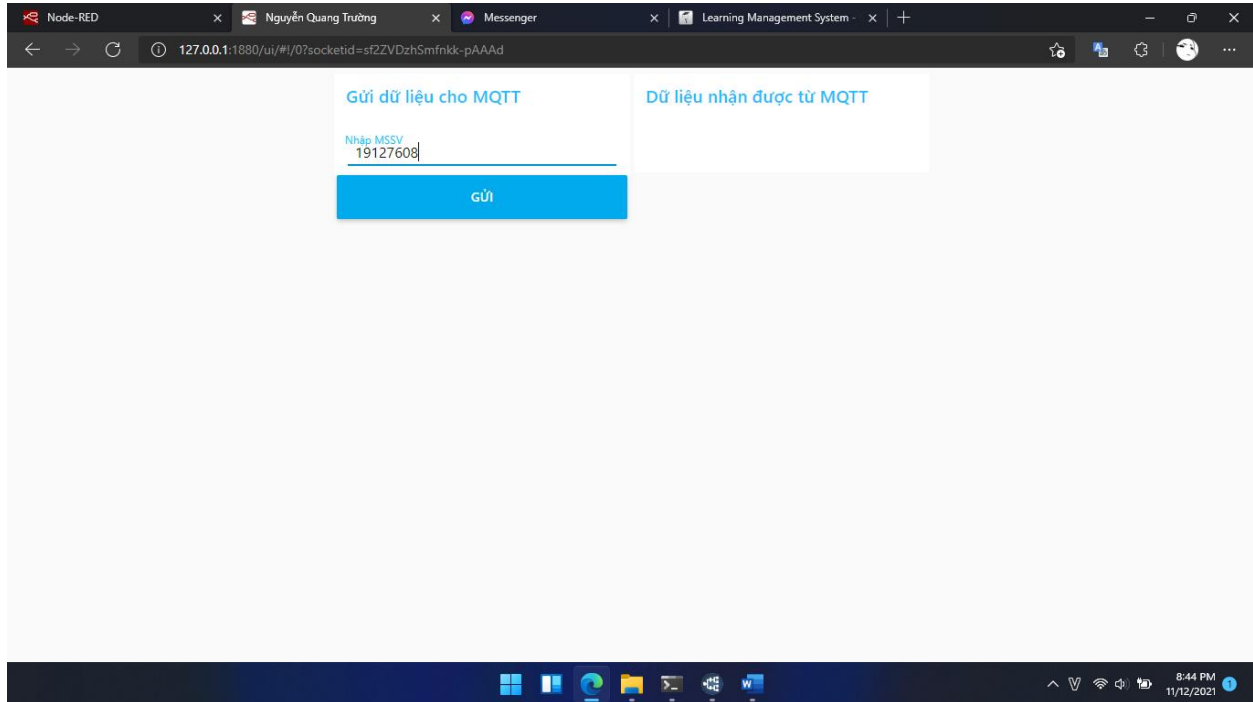 Node-RED
Nguyễn Quang Trường
Messenger
Learning Management System -
127.0.0.1:1880/ui/#!/0?socketid=sf2ZVDzhSmfnkk-pAAAd
Gửi dữ liệu cho MQTT
Dữ liệu nhận được từ MQTT
Nhập MSSV
19127608
GỬI
8:44 PM
11/12/2021
1